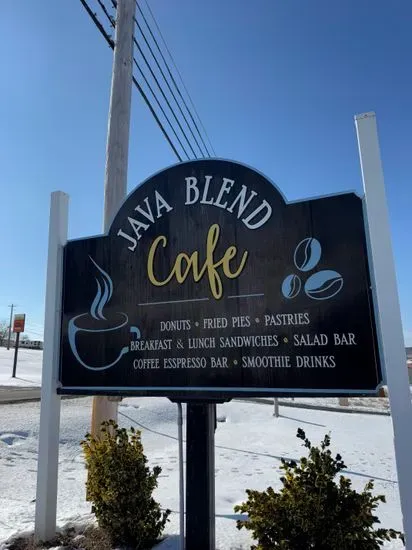 JAVA BLEND
Cafe
DONUTS • FRIED PIES • PASTRIES
BREAKFAST & LUNCH SANDWICHES • SALAD BAR
COFFEE ESSPRESSO BAR • SMOOTHIE DRINKS